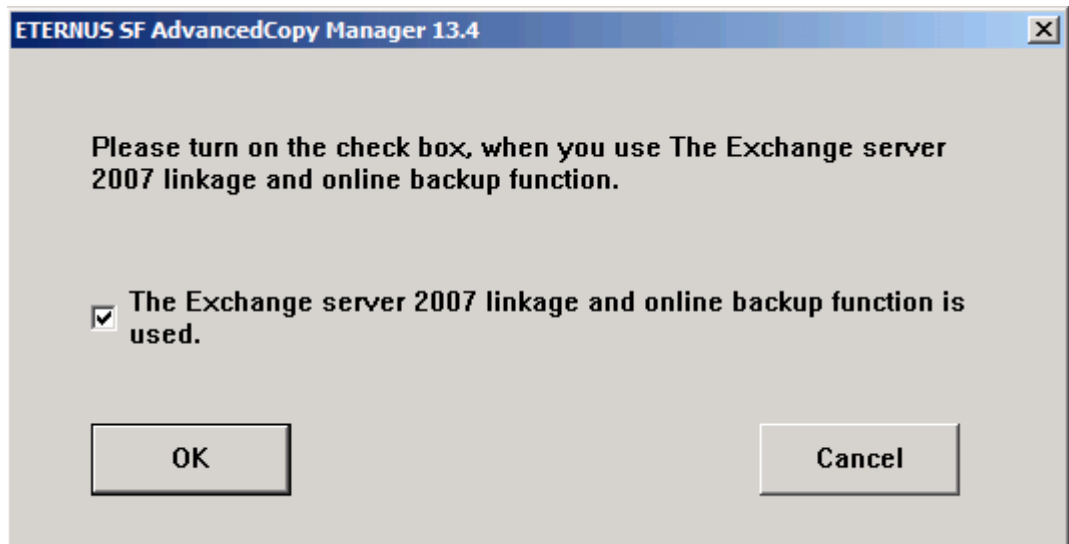 ETERNUS SF AdvancedCopy Manager 13.4
Please turn on the check box, when you use The Exchange server
2007 linkage and online backup function.
The Exchange server 2007 linkage and online backup function is
used.
OK
Cancel